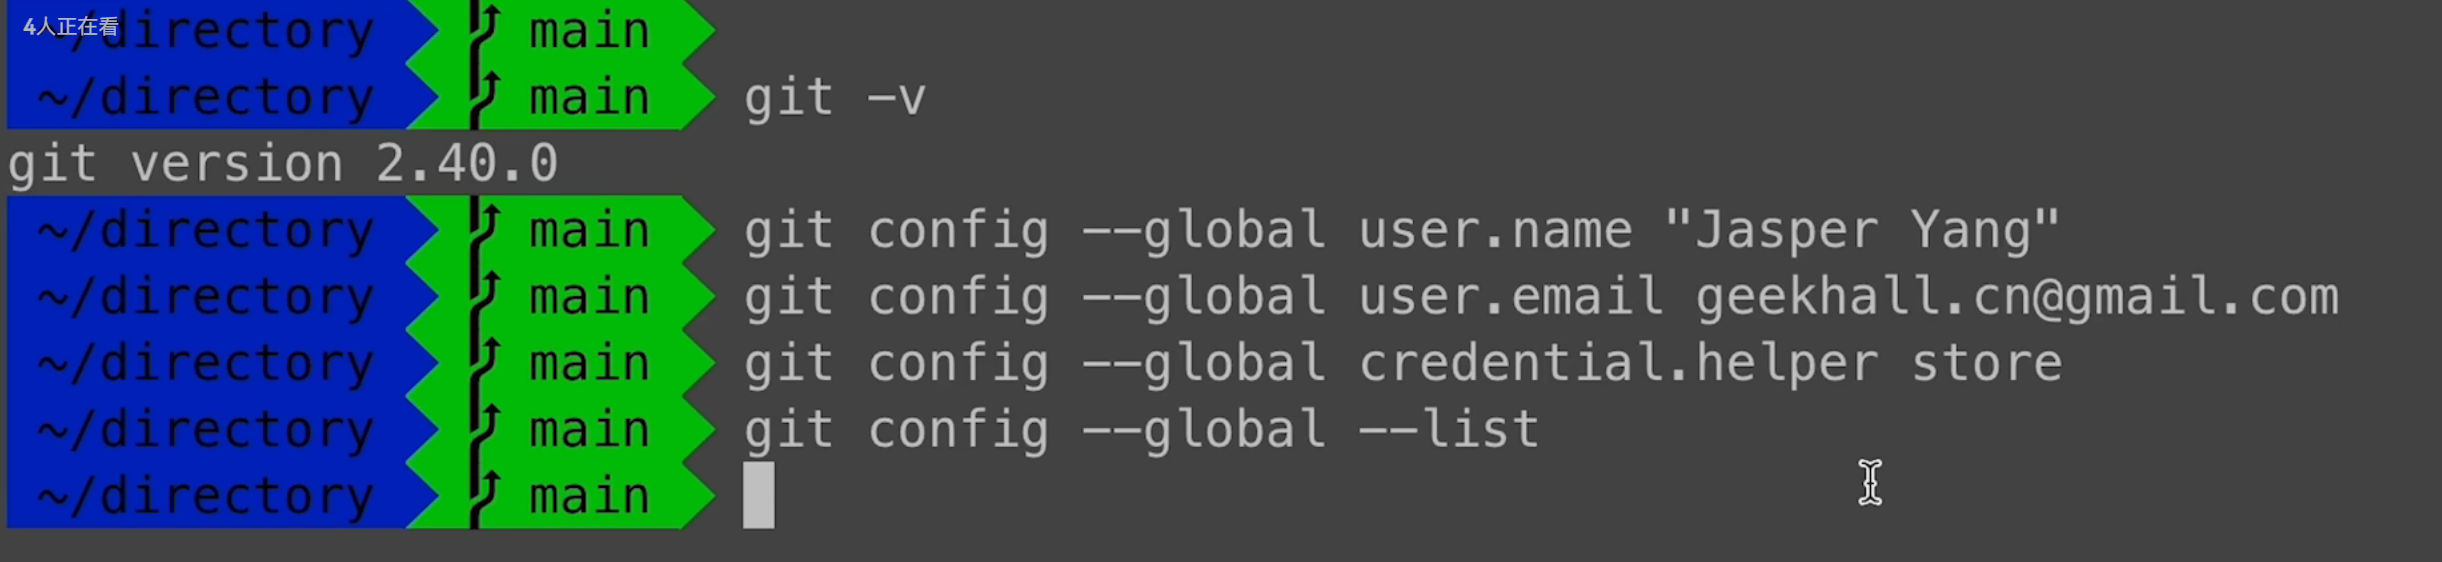 4人正在看
~/directory main
~/directory main git -v
git version 2.40.0
~/directory main git config --global user.name "Jasper Yang"
~/directory main git config --global user.email geekhall.cn@gmail.com
~/directory main git config --global credential.helper store
~/directory main git config --global --list
~/directory main